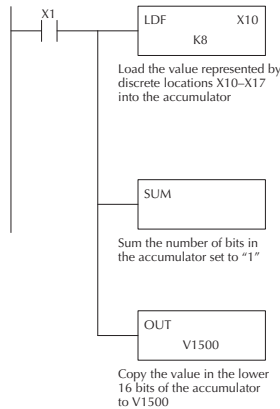 X1
LDF X10
K8
Load the value represented by
discrete locations X10–X17
into the accumulator
SUM
Sum the number of bits in
the accumulator set to “1”
OUT
V1500
Copy the value in the lower
16 bits of the accumulator
to V1500